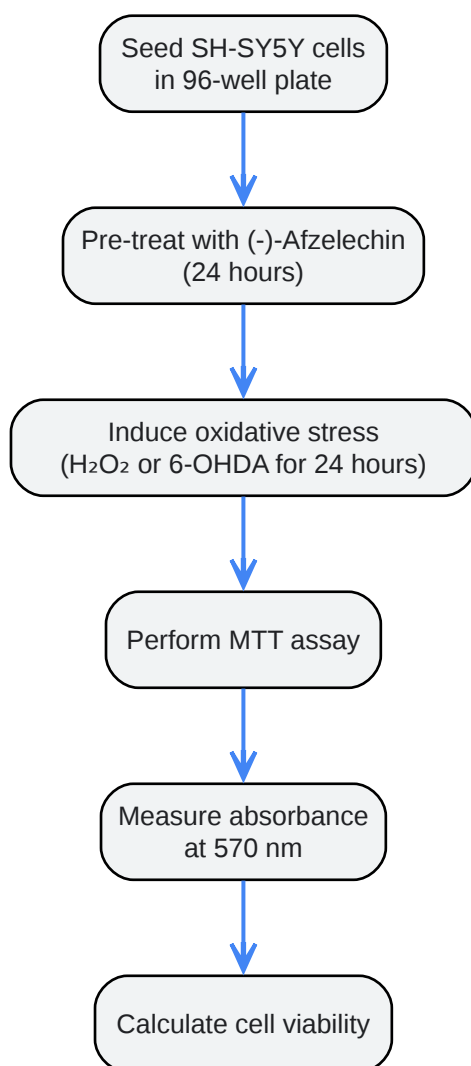 Seed SH-SY5Y cells
in 96-well plate
Pre-treat with (-)-Afzelechin
(24 hours)
Induce oxidative stress
(H₂O₂ or 6-OHDA for 24 hours)
Perform MTT assay
Measure absorbance
at 570 nm
Calculate cell viability